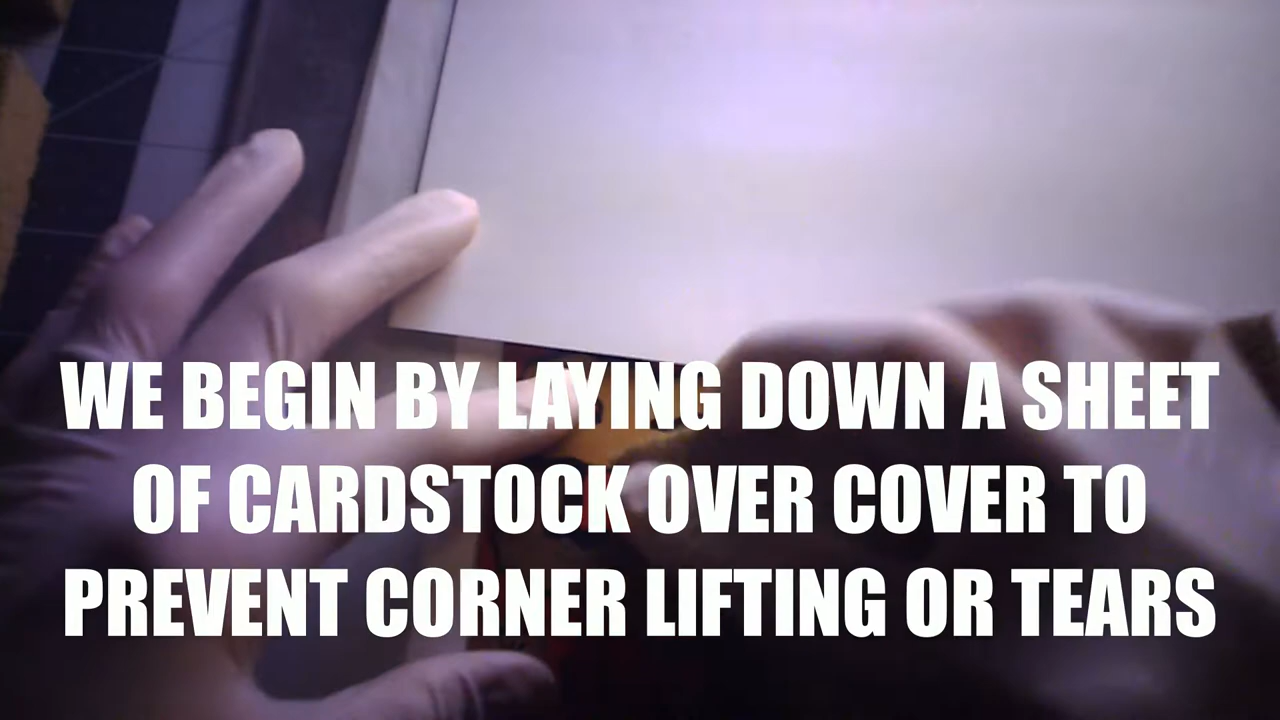 WE BEGIN BY LAYING DOWN A SHEET
OF CARDSTOCK OVER COVER TO
PREVENT CORNER LIFTING OR TEARS